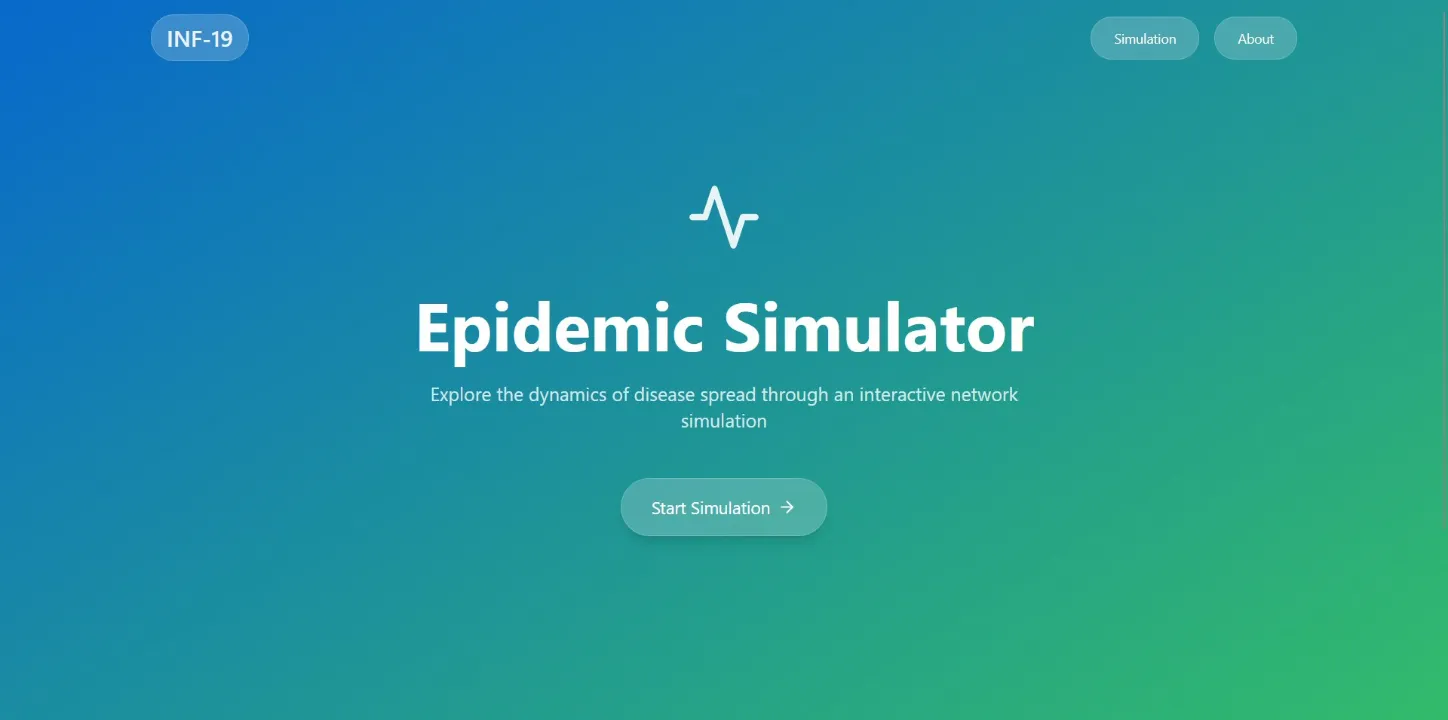 INF-19
Simulation
About
Epidemic Simulator
Explore the dynamics of disease spread through an interactive network
simulation
Start Simulation →